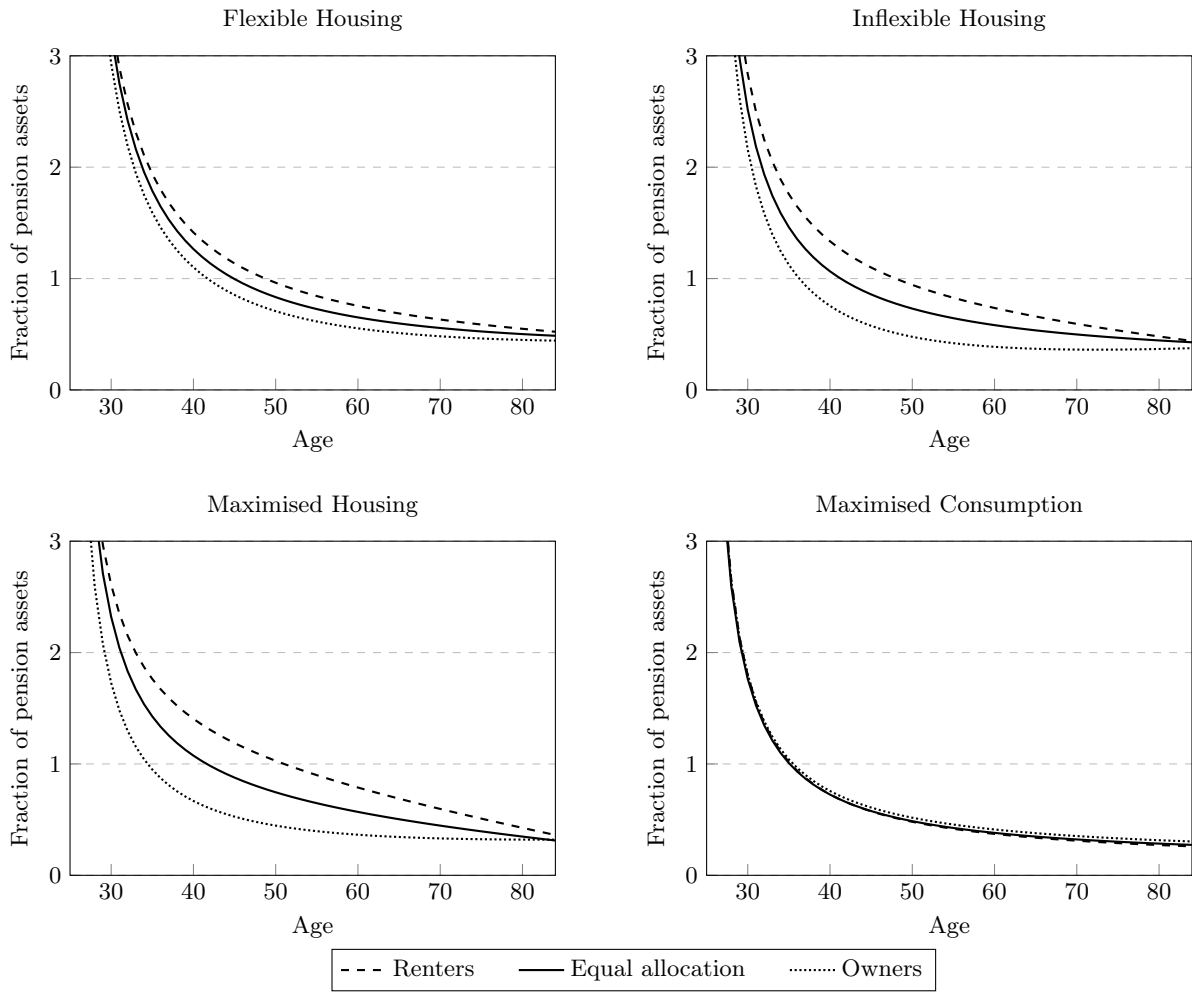 Flexible Housing
Fraction of pension assets
3
2
1
0
30 40 50 60 70 80
Age
Inflexible Housing
Fraction of pension assets
3
2
1
0
30 40 50 60 70 80
Age
Maximised Housing
Fraction of pension assets
3
2
1
0
30 40 50 60 70 80
Age
Maximised Consumption
Fraction of pension assets
3
2
1
0
30 40 50 60 70 80
Age
Renters Equal allocation Owners